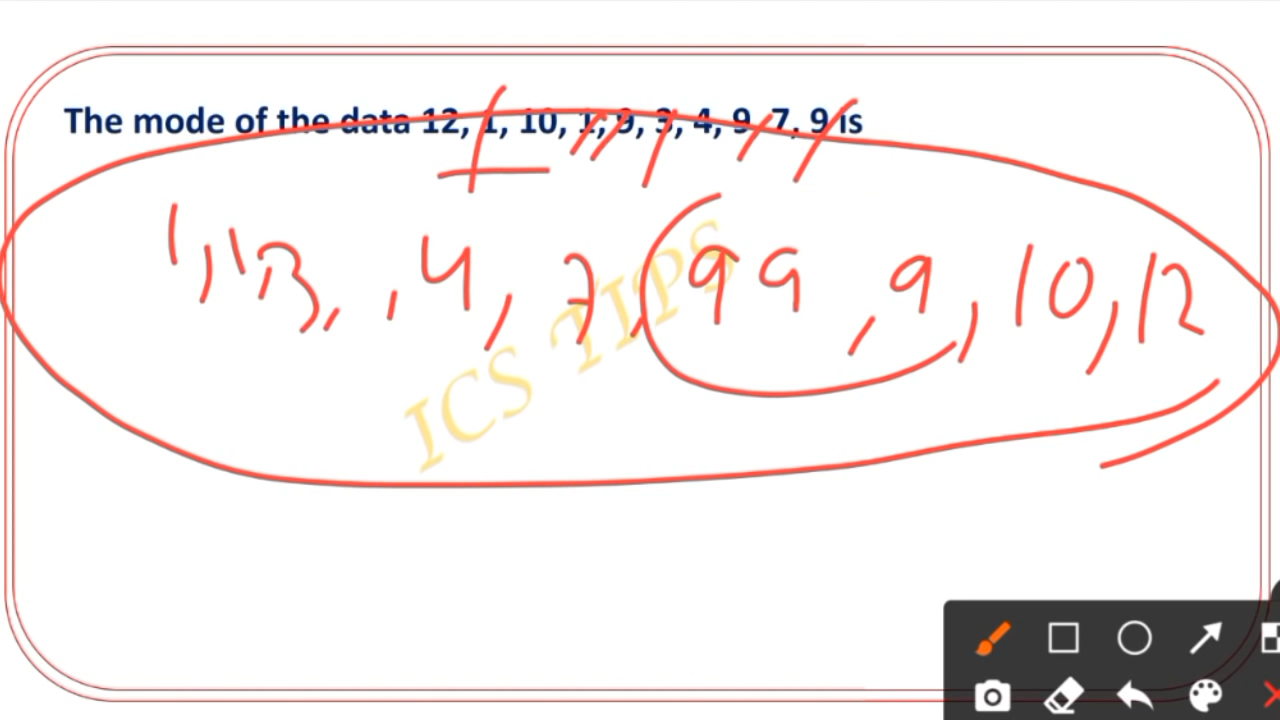 The mode of the data 12, 1, 10, 1, 9, 3, 4, 9, 7, 9 is
1, 1, 3, , 4, 7, 9 9, 9, 10, 12
ICS TIPS